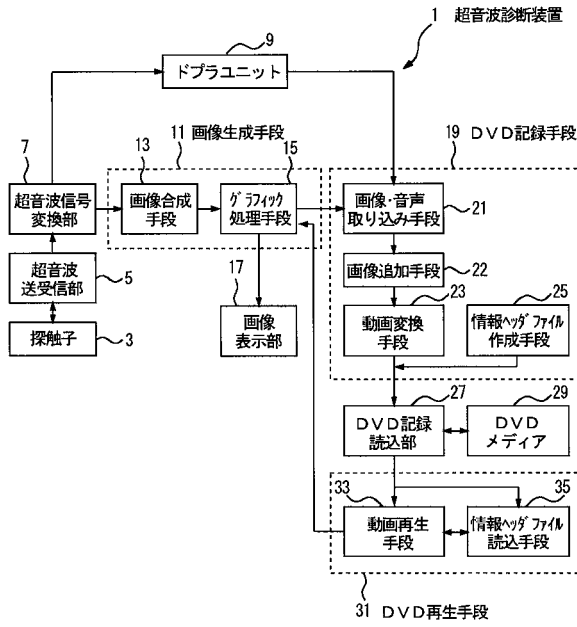 1 超音波診断装置
9
ドプラユニット
11 画像生成手段
19 DVD記録手段
7
超音波信号
変換部
13
画像合成
手段
15
グラフィック
処理手段
画像・音声
取り込み手段
21
超音波
送受信部
5
画像追加手段
22
17
画像
表示部
23
動画変換
手段
25
情報ヘッダファイル
作成手段
探触子
3
27
DVD記録
読込部
29
DVD
メディア
33
動画再生
手段
35
情報ヘッダファイル
読込手段
31 DVD再生手段